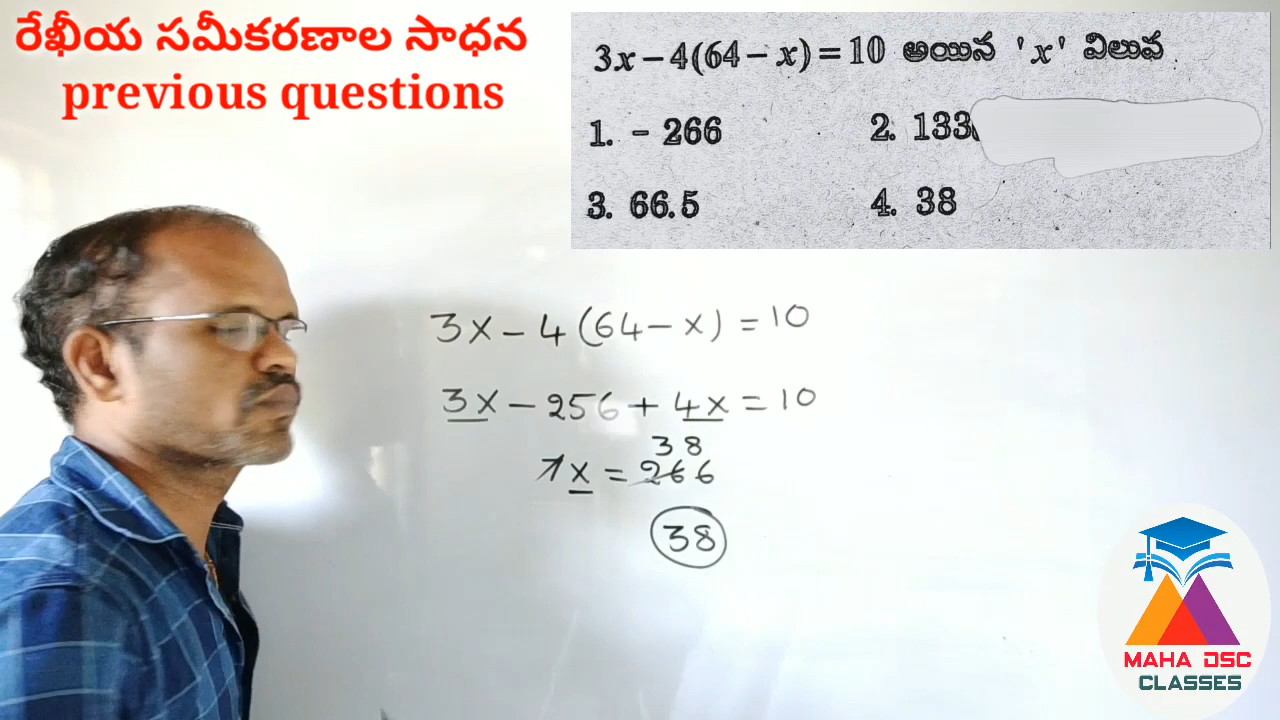 రేఖీయ సమీకరణాల సాధన
previous questions
3x – 4(64 – x) = 10 అయిన 'x' విలువ
1. – 266
2. 133
3. 66.5
4. 38
3x – 4 (64 – x) = 10
3x – 256 + 4x = 10
38
7x = 266
38
MAHA DSC
CLASSES